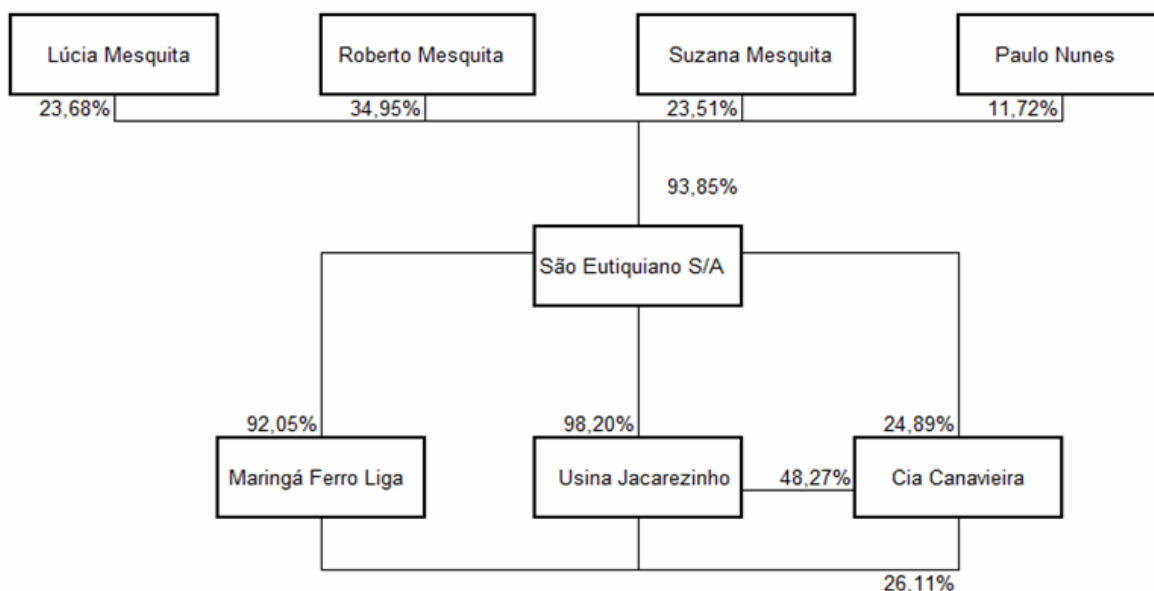 Lúcia Mesquita
Roberto Mesquita
Suzana Mesquita
Paulo Nunes
23,68%
34,95%
23,51%
11,72%
93,85%
São Eutiquiano S/A
92,05%
98,20%
24,89%
Maringá Ferro Liga
Usina Jacarezinho
48,27%
Cia Canavieira
26,11%